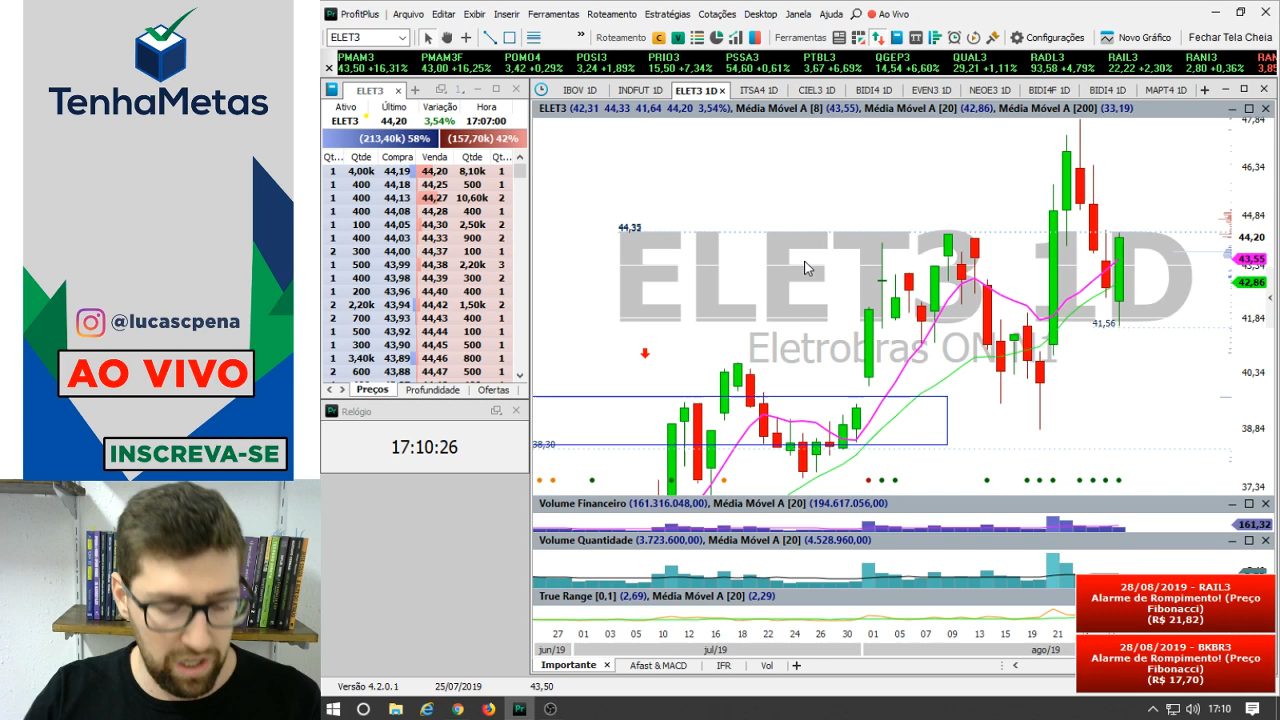 TenhaMetas
@lucascpena
AO VIVO
INSCREVA-SE
ProfitPlus Arquivo Editar Exibir Inserir Ferramentas Roteamento Estratégias Cotações Desktop Janela Ajuda Ao Vivo
ELET3 » Roteamento C V Ferramentas Configurações Novo Gráfico Fechar Tela Cheia
PMAM3 PMAM3F POMO3 POSI3 PRIO3 PSSA3 PTBL3 QGEP3 QUAL3 RADL3 RAIL3 RANI3
43,50 +16,31% 43,00 +16,25% 3,42 +0,29% 3,24 +1,89% 15,50 +7,34% 54,60 +0,61% 3,67 +6,69% 14,54 +6,60% 29,21 +1,11% 93,58 +4,79% 22,22 +2,30% 2,80 +0,36%
ELET3
IBOV 1D INDFUT 1D ELET3 1D ITSA4 1D CIEL3 1D BIDI4 1D EVEN3 1D NEOE3 1D BIDI4F 1D BIDI4 1D MAPT4 1D
Ativo Último Variação Hora
ELET3 44,20 3,54% 17:07:00
(213,40k) 58% (157,70k) 42%
Qt... Qtde Compra Venda Qtde Qt...
1 4,00k 44,19 44,20 8,10k 1
1 400 44,18 44,25 500 1
1 400 44,13 44,27 10,60k 2
1 400 44,08 44,28 400 1
1 100 44,05 44,30 2,50k 2
1 400 44,03 44,33 900 2
2 300 44,00 44,37 100 1
1 500 43,99 44,38 2,20k 3
1 400 43,98 44,39 300 2
1 200 43,96 44,40 400 1
2 2,20k 43,94 44,42 1,50k 2
2 700 43,93 44,43 400 1
1 500 43,92 44,44 100 1
1 300 43,90 44,45 500 1
1 3,40k 43,89 44,46 800 1
2 600 43,88 44,47 500 1
Preços Profundidade Ofertas
Relógio
17:10:26
ELET3 (42,31 44,33 41,64 44,20 3,54%), Média Móvel A [8] (43,55), Média Móvel A [20] (42,86), Média Móvel A [200] (33,19)
ELET3 1D
Eletrobras ON N1
44,35
41,56
38,30
47,84
46,34
44,84
44,20
43,55
43,34
42,86
41,84
40,34
38,84
37,34
Volume Financeiro (161.316.048,00), Média Móvel A [20] (194.617.056,00)
161,32
Volume Quantidade (3.723.600,00), Média Móvel A [20] (4.528.960,00)
True Range [0,1] (2,69), Média Móvel A [20] (2,29)
27 01 03 05 10 12 16 18 22 24 26 30 01 05 07 09 13 15 19 21
jun/19 jul/19 ago/19
Importante Afast & MACD IFR Vol
28/08/2019 - RAIL3
Alarme de Rompimento! (Preço
Fibonacci)
(R$ 21,82)
28/08/2019 - BKBR3
Alarme de Rompimento! (Preço
Fibonacci)
(R$ 17,70)
Versão 4.2.0.1 25/07/2019 43,50
17:10